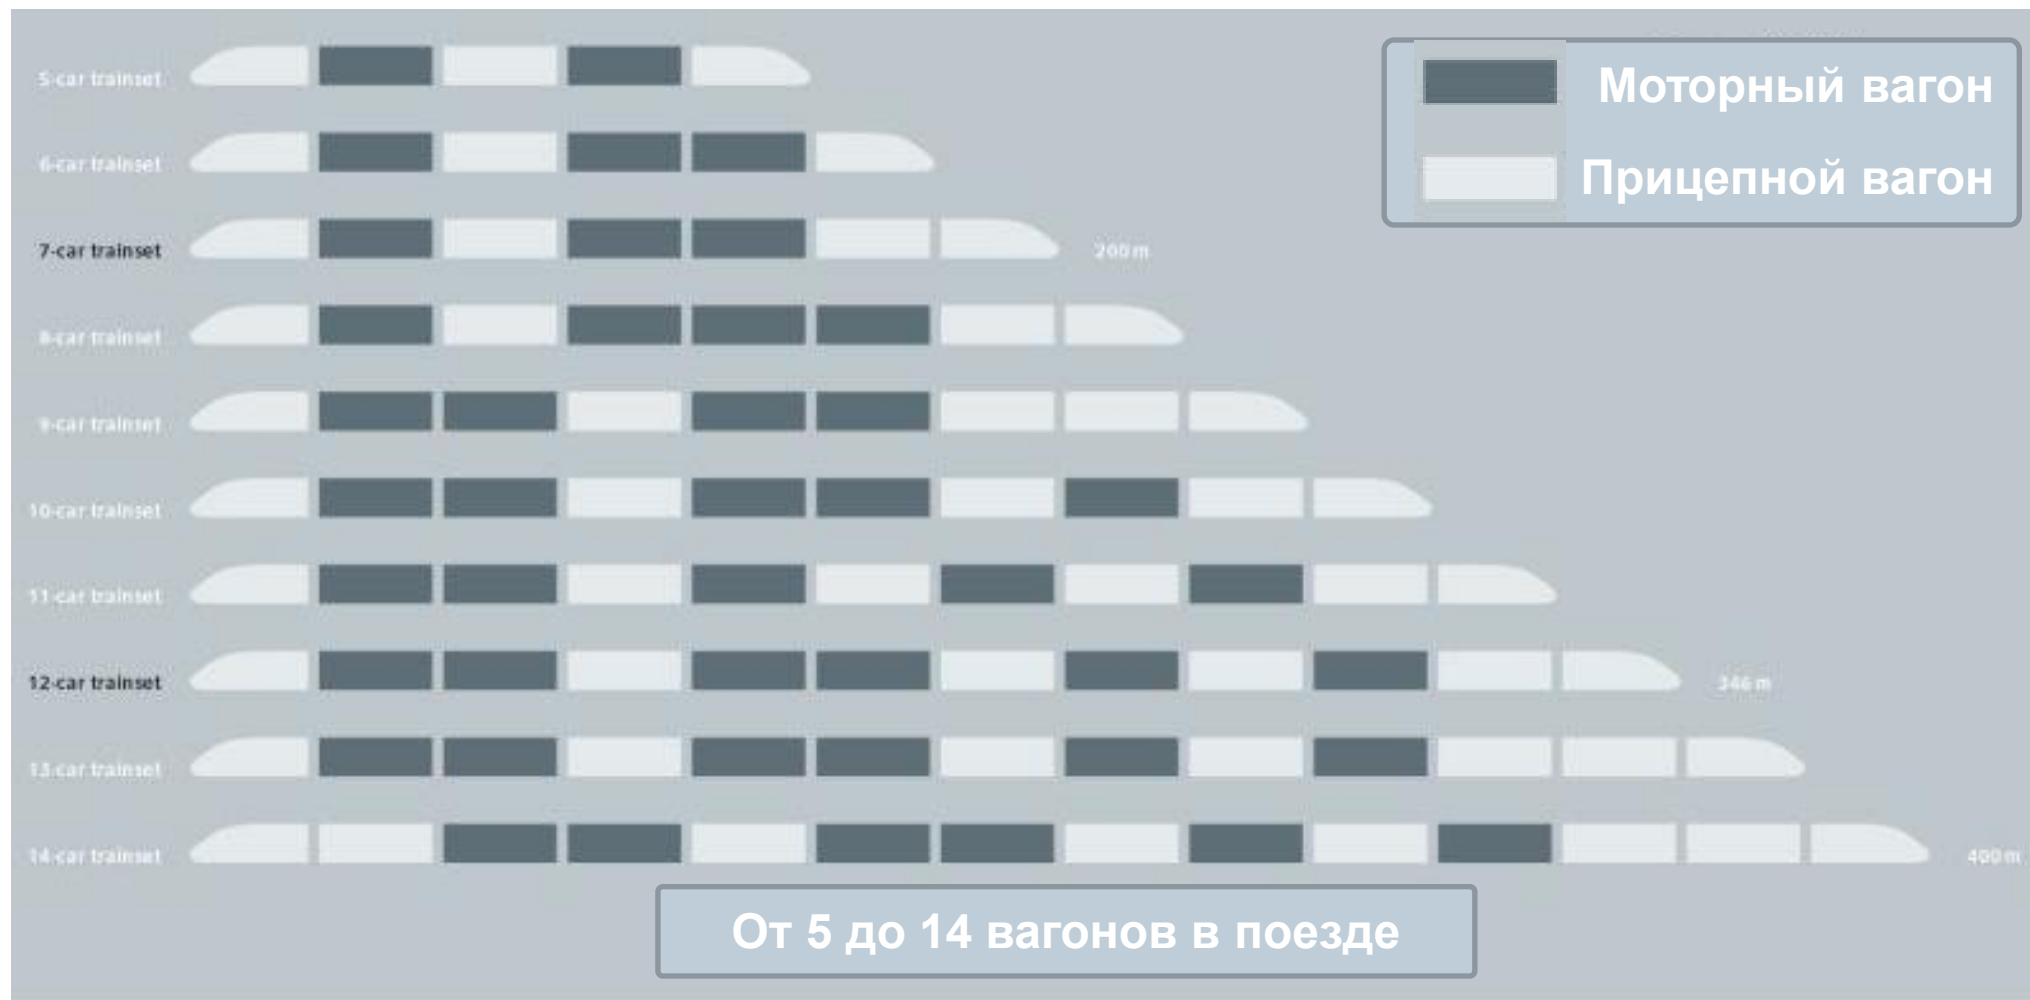 5-car trainset
Моторный вагон
6-car trainset
Прицепной вагон
7-car trainset
200 m
8-car trainset
9-car trainset
10-car trainset
11-car trainset
12-car trainset
346 m
13-car trainset
14-car trainset
400 m
От 5 до 14 вагонов в поезде